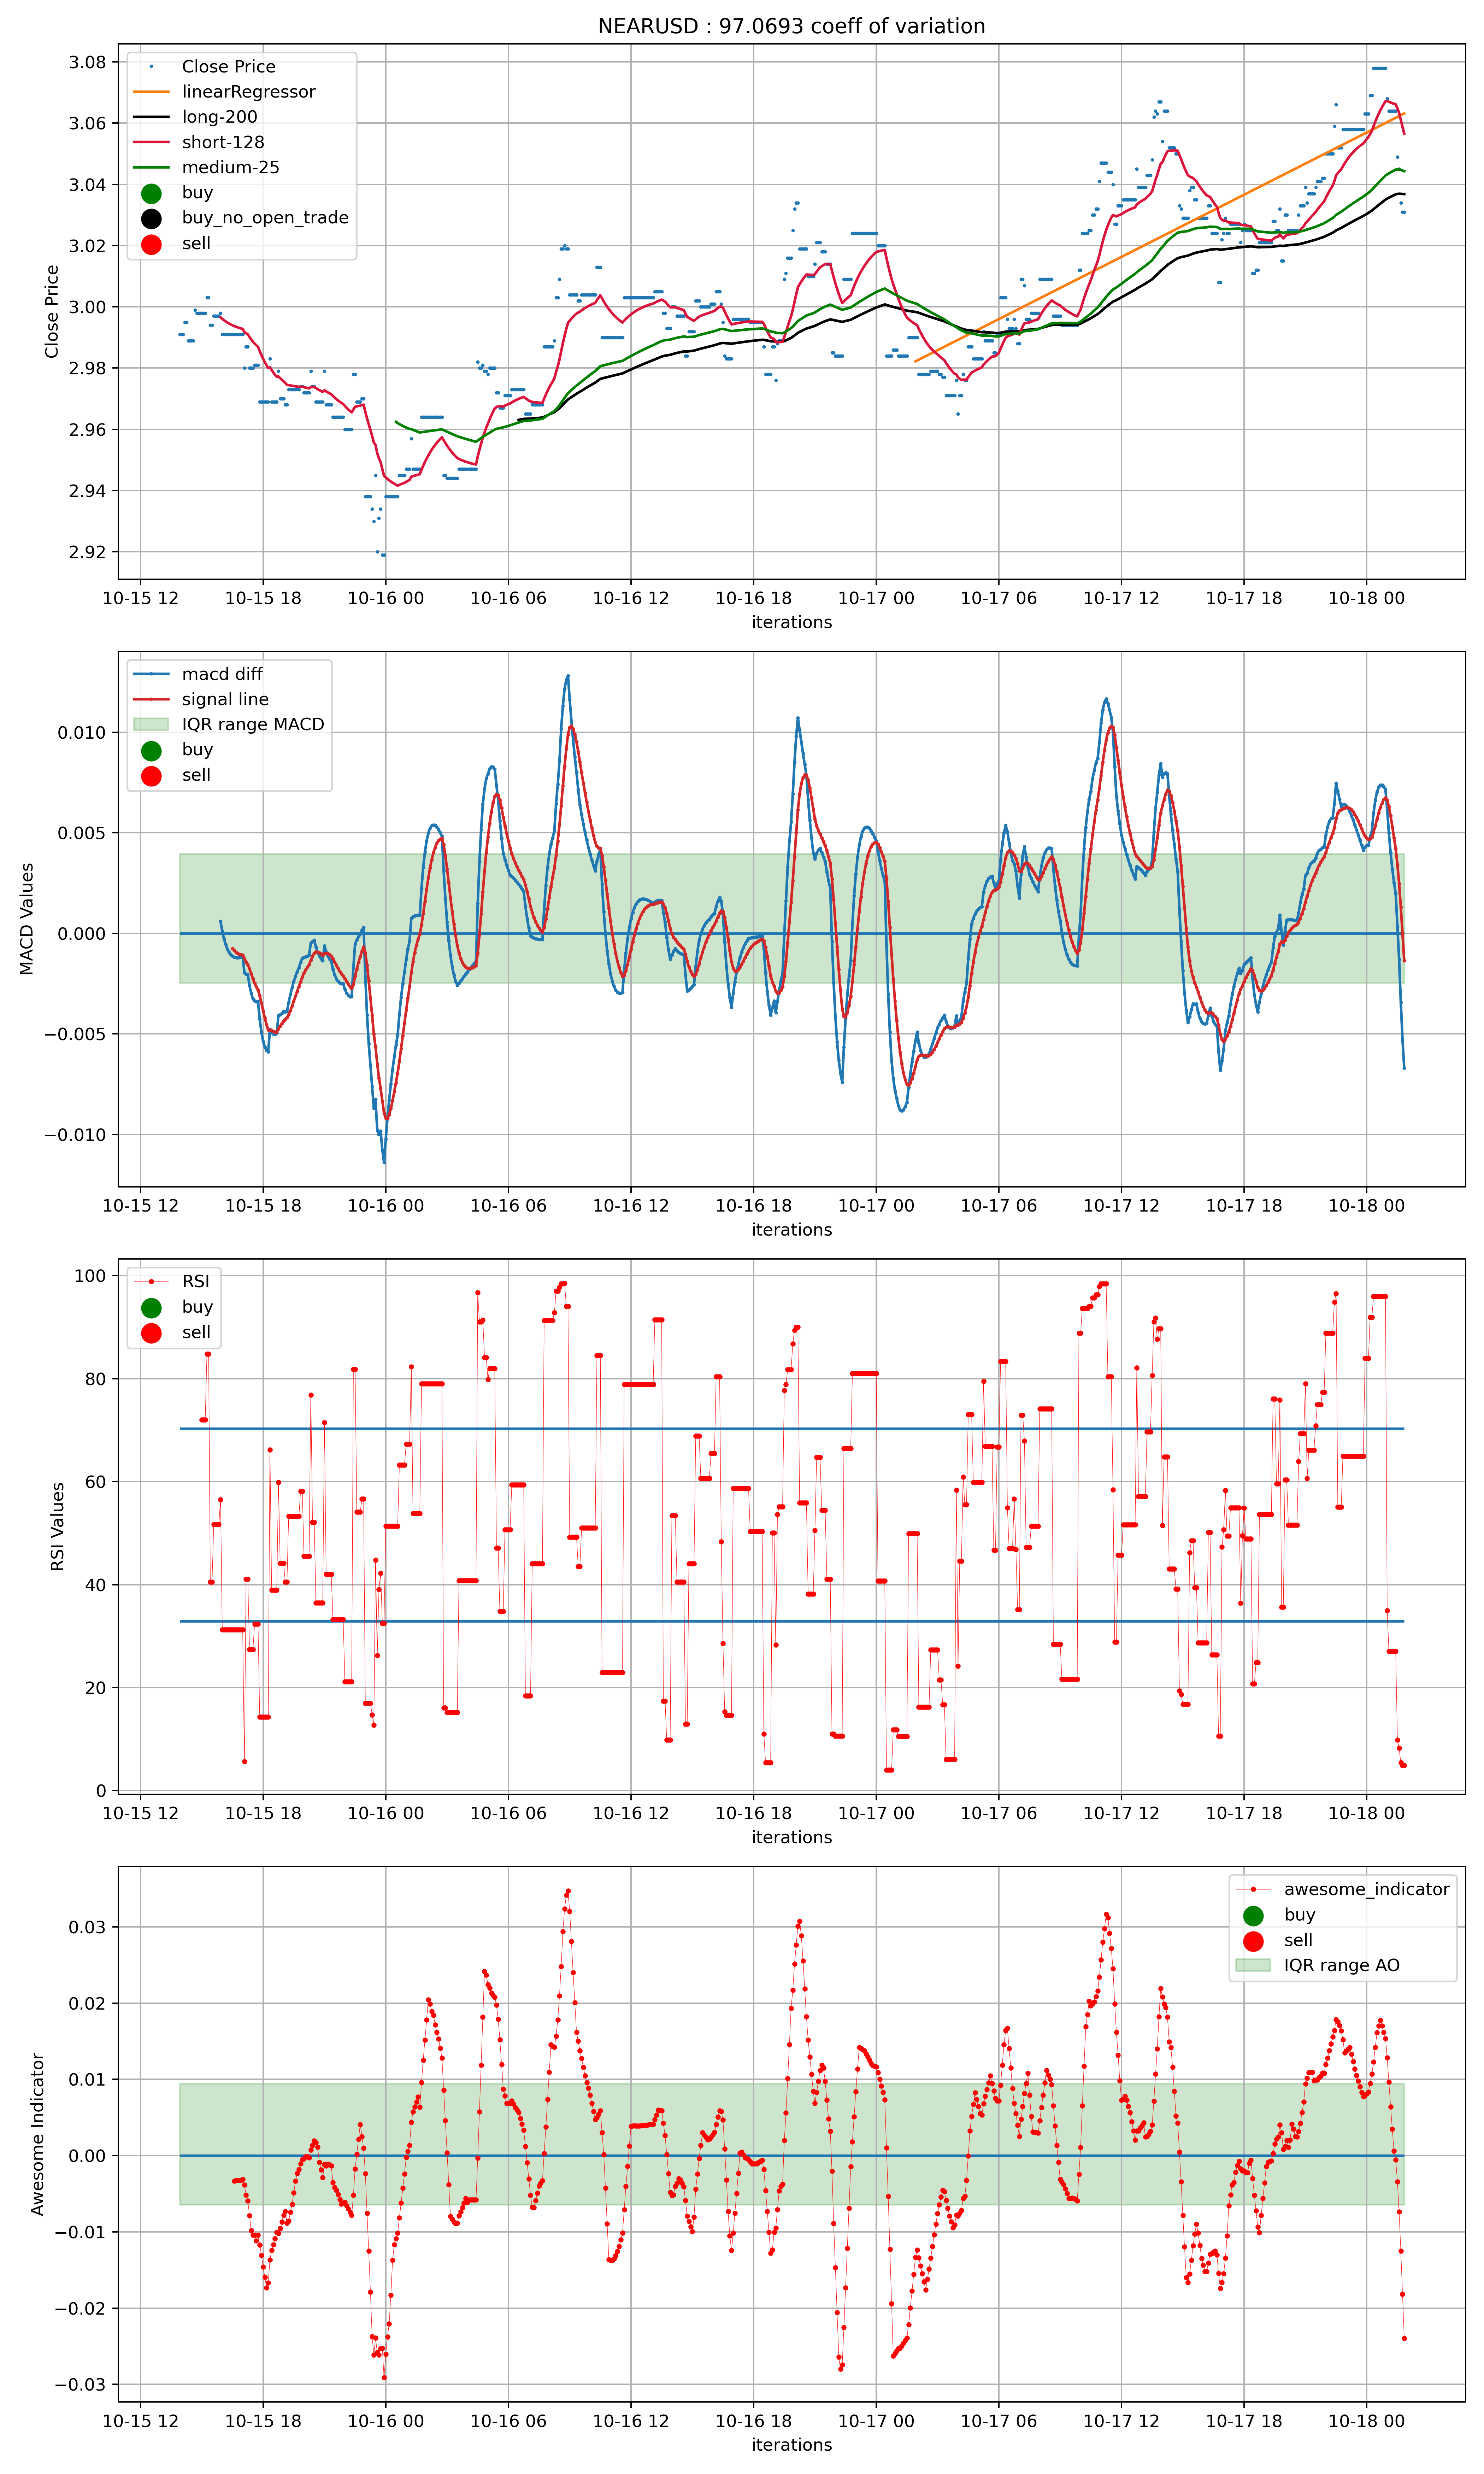 NEARUSD : 97.0693 coeff of variation
Close Price
linearRegressor
long-200
short-128
medium-25
buy
buy_no_open_trade
sell
3.08
3.06
3.04
3.02
3.00
2.98
2.96
2.94
2.92
Close Price
10-15 12 10-15 18 10-16 00 10-16 06 10-16 12 10-16 18 10-17 00 10-17 06 10-17 12 10-17 18 10-18 00
iterations
macd diff
signal line
IQR range MACD
buy
sell
0.010
0.005
0.000
−0.005
−0.010
MACD Values
10-15 12 10-15 18 10-16 00 10-16 06 10-16 12 10-16 18 10-17 00 10-17 06 10-17 12 10-17 18 10-18 00
iterations
RSI
buy
sell
100
80
60
40
20
0
RSI Values
10-15 12 10-15 18 10-16 00 10-16 06 10-16 12 10-16 18 10-17 00 10-17 06 10-17 12 10-17 18 10-18 00
iterations
awesome_indicator
buy
sell
IQR range AO
0.03
0.02
0.01
0.00
−0.01
−0.02
−0.03
Awesome Indicator
10-15 12 10-15 18 10-16 00 10-16 06 10-16 12 10-16 18 10-17 00 10-17 06 10-17 12 10-17 18 10-18 00
iterations